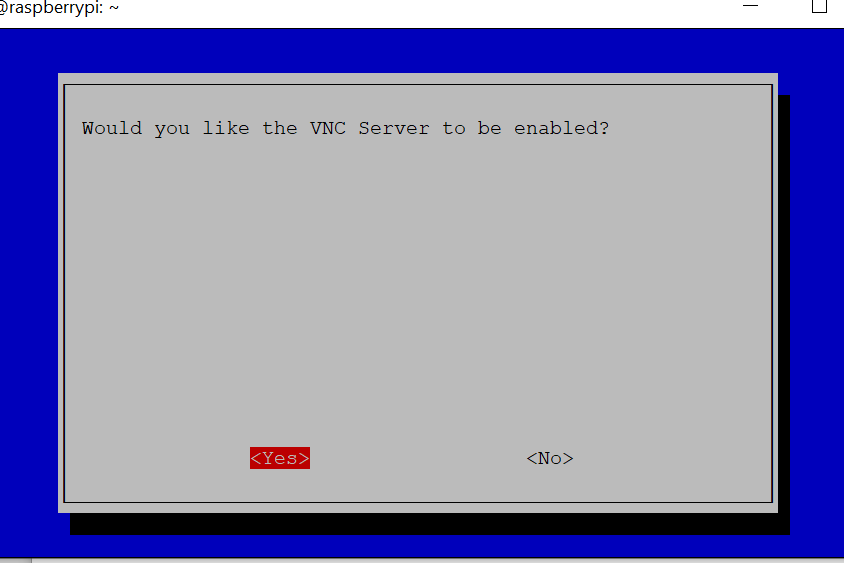 @raspberrypi: ~
Would you like the VNC Server to be enabled?
<Yes> <No>